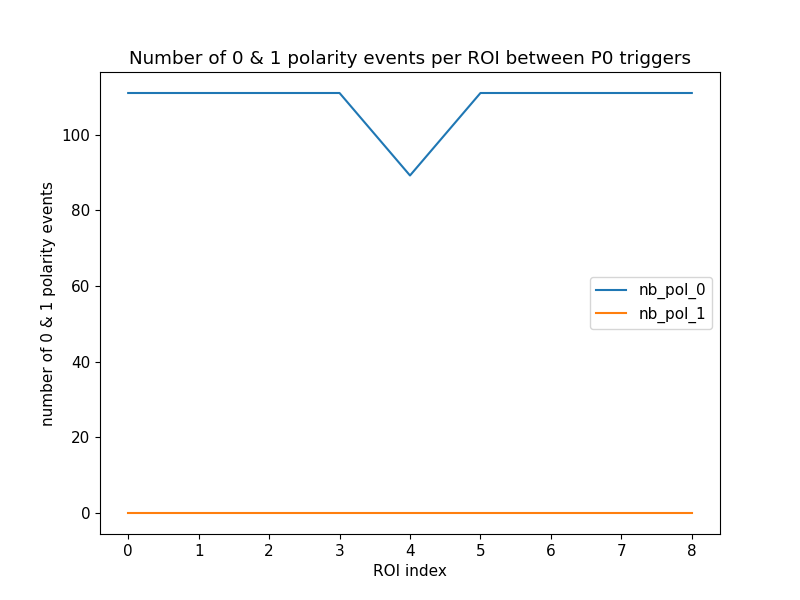 Number of 0 & 1 polarity events per ROI between P0 triggers
100
80
60
40
20
0
number of 0 & 1 polarity events
nb_pol_0
nb_pol_1
0 1 2 3 4 5 6 7 8
ROI index